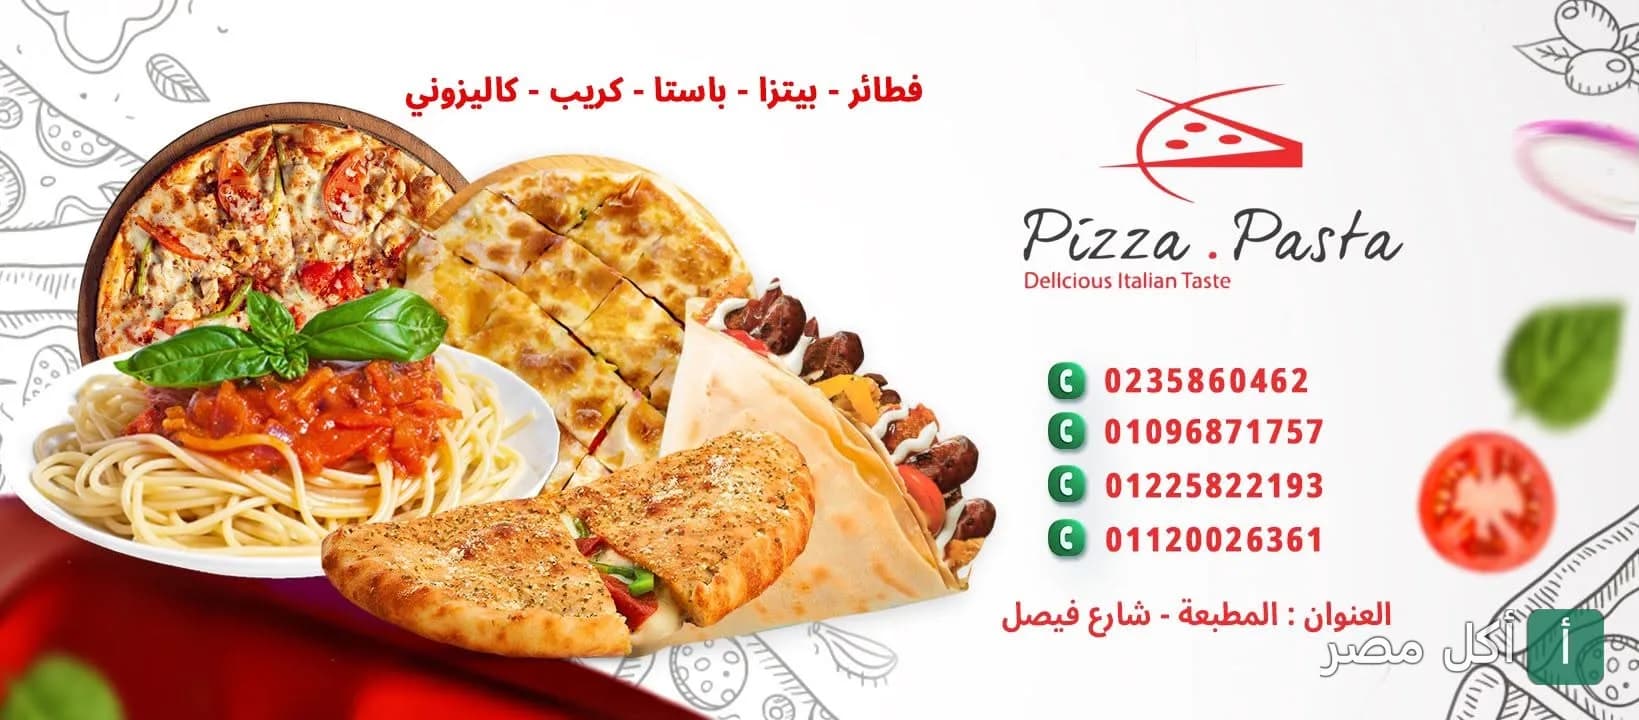 فطائر - بيتزا - باستا - كريب - كاليزوني
Pizza . Pasta
Delicious Italian Taste
0235860462
01096871757
01225822193
01120026361
العنوان : المطبعة - شارع فيصل
أ أكل مصر